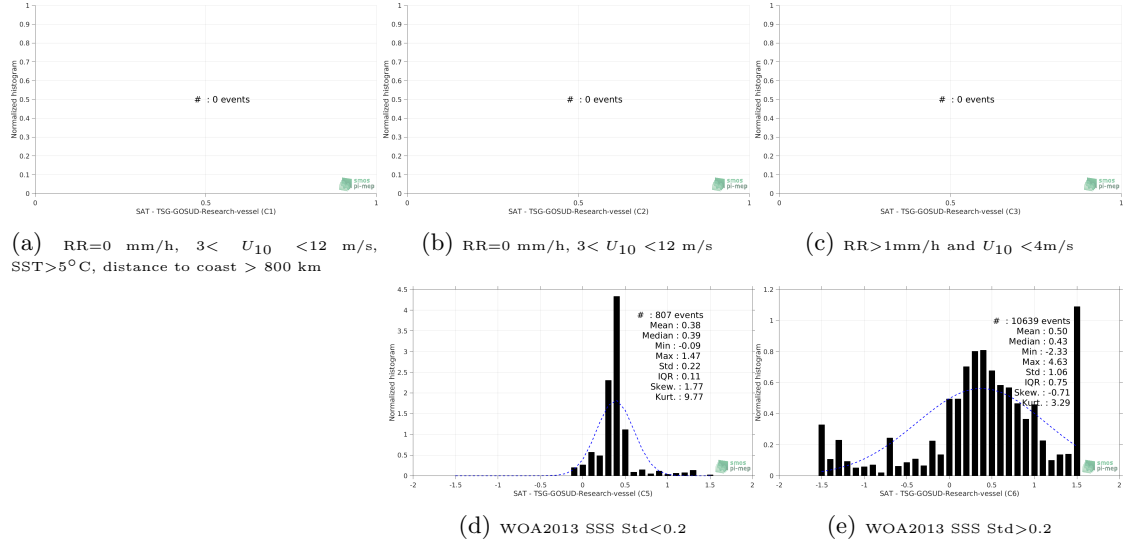 Normalized histogram
1
0.9
0.8
0.7
0.6
0.5
0.4
0.3
0.2
0.1
0
# : 0 events
smos
pi-mep
0
0.5
1
SAT - TSG-GOSUD-Research-vessel (C1)
(a) RR=0 mm/h, 3< U10 <12 m/s,
SST>5°C, distance to coast > 800 km
Normalized histogram
1
0.9
0.8
0.7
0.6
0.5
0.4
0.3
0.2
0.1
0
# : 0 events
smos
pi-mep
0
0.5
1
SAT - TSG-GOSUD-Research-vessel (C2)
(b) RR=0 mm/h, 3< U10 <12 m/s
Normalized histogram
1
0.9
0.8
0.7
0.6
0.5
0.4
0.3
0.2
0.1
0
# : 0 events
smos
pi-mep
0
0.5
1
SAT - TSG-GOSUD-Research-vessel (C3)
(c) RR>1mm/h and U10 <4m/s
Normalized histogram
4.5
4
3.5
3
2.5
2
1.5
1
0.5
0
# : 807 events
Mean : 0.38
Median : 0.39
Min : -0.09
Max : 1.47
Std : 0.22
IQR : 0.11
Skew. : 1.77
Kurt. : 9.77
smos
pi-mep
-2
-1.5
-1
-0.5
0
0.5
1
1.5
2
SAT - TSG-GOSUD-Research-vessel (C5)
(d) WOA2013 SSS Std<0.2
Normalized histogram
1.2
1
0.8
0.6
0.4
0.2
0
# : 10639 events
Mean : 0.50
Median : 0.43
Min : -2.33
Max : 4.63
Std : 1.06
IQR : 0.75
Skew. : -0.71
Kurt. : 3.29
smos
pi-mep
-2
-1.5
-1
-0.5
0
0.5
1
1.5
2
SAT - TSG-GOSUD-Research-vessel (C6)
(e) WOA2013 SSS Std>0.2